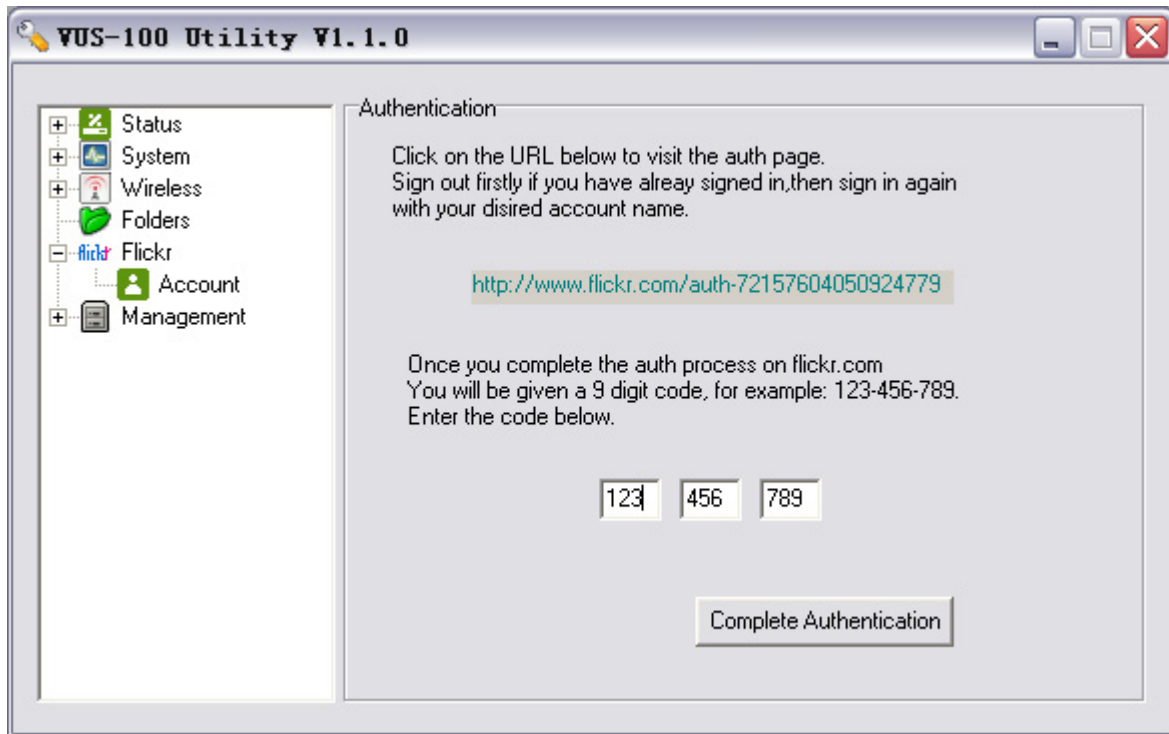 VUS-100 Utility V1.1.0
Status
System
Wireless
Folders
flickr Flickr
Account
Management
Authentication
Click on the URL below to visit the auth page.
Sign out firstly if you have alreay signed in,then sign in again
with your disired account name.
http://www.flickr.com/auth-72157604050924779
Once you complete the auth process on flickr.com
You will be given a 9 digit code, for example: 123-456-789.
Enter the code below.
123 456 789
Complete Authentication